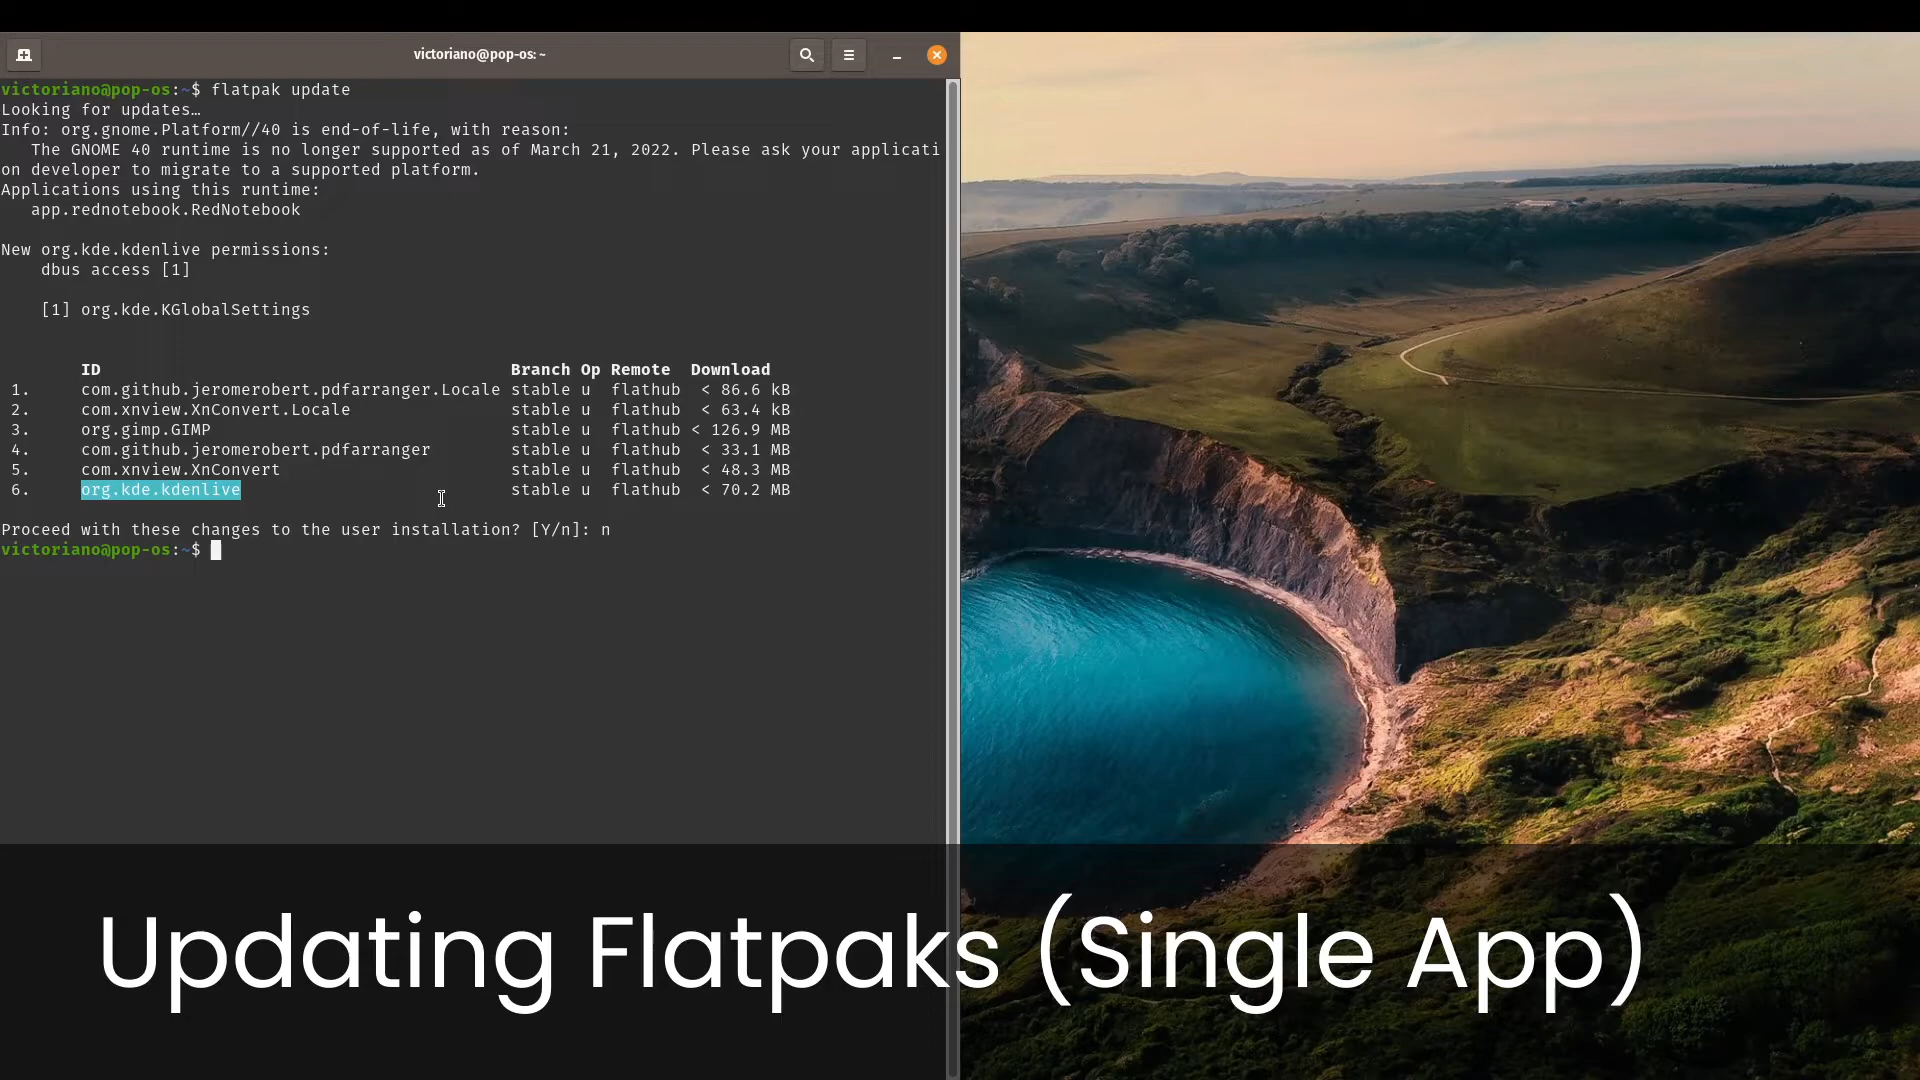 victoriano@pop-os: ~
victoriano@pop-os:~$ flatpak update
Looking for updates…
Info: org.gnome.Platform//40 is end-of-life, with reason:
   The GNOME 40 runtime is no longer supported as of March 21, 2022. Please ask your applicati
on developer to migrate to a supported platform.
Applications using this runtime:
   app.rednotebook.RedNotebook
New org.kde.kdenlive permissions:
    dbus access [1]
    [1] org.kde.KGlobalSettings
ID Branch Op Remote Download
1. com.github.jeromerobert.pdfarranger.Locale stable u flathub < 86.6 kB
2. com.xnview.XnConvert.Locale stable u flathub < 63.4 kB
3. org.gimp.GIMP stable u flathub < 126.9 MB
4. com.github.jeromerobert.pdfarranger stable u flathub < 33.1 MB
5. com.xnview.XnConvert stable u flathub < 48.3 MB
6. org.kde.kdenlive stable u flathub < 70.2 MB
Proceed with these changes to the user installation? [Y/n]: n
victoriano@pop-os:~$
Updating Flatpaks (Single App)